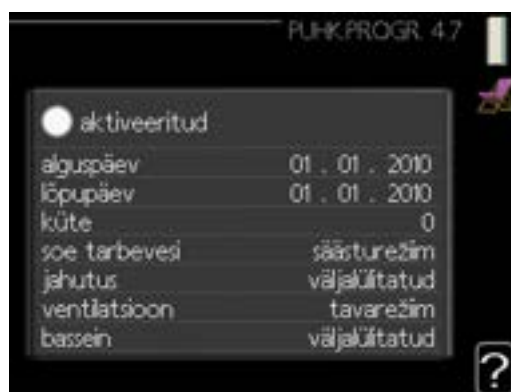 PUHK.PROGR. 4.7
aktiveeritud
alguspäev 01 . 01 . 2010
lõpupäev 01 . 01 . 2010
küte 0
soe tarbevesi säästurežiim
jahutus väljalülitatud
ventilatsioon tavarežiim
bassein väljalülitatud
?